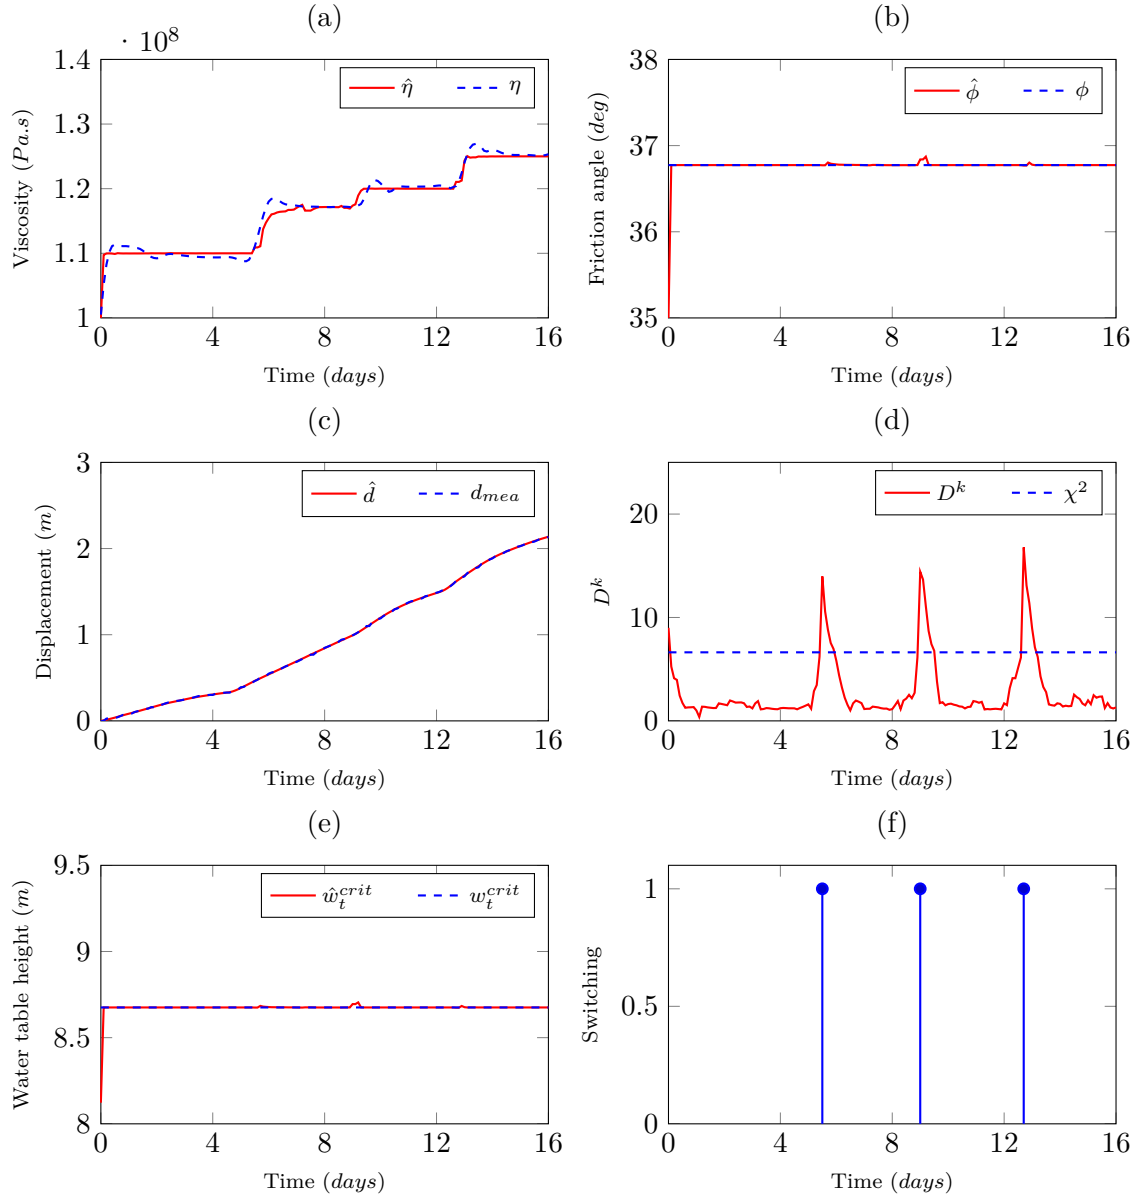 (a)
· 10⁸
1.4
1.3
1.2
1.1
1
0
4
8
12
16
Viscosity (Pa.s)
Time (days)
η̂
η
(b)
38
37
36
35
0
4
8
12
16
Friction angle (deg)
Time (days)
ϕ̂
ϕ
(c)
3
2
1
0
0
4
8
12
16
Displacement (m)
Time (days)
d̂
d_mea
(d)
20
10
0
0
4
8
12
16
D^k
Time (days)
D^k
χ²
(e)
9.5
9
8.5
8
0
4
8
12
16
Water table height (m)
Time (days)
ŵ_t^crit
w_t^crit
(f)
1
0.5
0
0
4
8
12
16
Switching
Time (days)